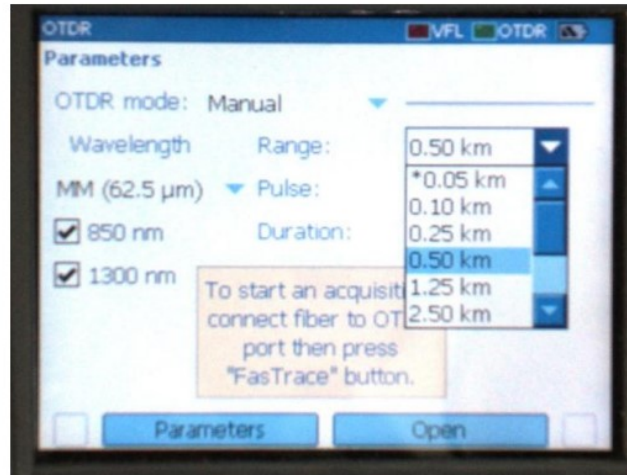 OTDR VFL OTDR
Parameters
OTDR mode: Manual
Wavelength Range: 0.50 km
MM (62.5 µm) Pulse: *0.05 km
0.10 km
850 nm Duration: 0.25 km
0.50 km
1300 nm 1.25 km
2.50 km
To start an acquisiti
connect fiber to OT
port then press
"FasTrace" button.
Parameters Open